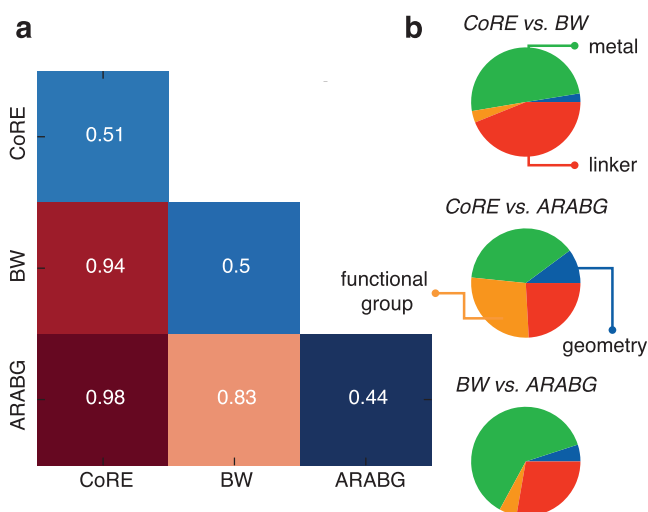 a
CoRE
0.51
BW
0.94
0.5
ARABG
0.98
0.83
0.44
CoRE
BW
ARABG
b
CoRE vs. BW
metal
linker
CoRE vs. ARABG
functional
group
geometry
BW vs. ARABG